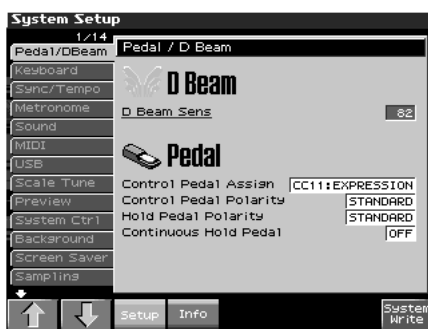 System Setup
1/14
Pedal/DBeam
Keyboard
Sync/Tempo
Metronome
Sound
MIDI
USB
Scale Tune
Preview
System Ctrl
Background
Screen Saver
Sampling
Pedal / D Beam
D Beam
D Beam Sens 82
Pedal
Control Pedal Assign CC11:EXPRESSION
Control Pedal Polarity STANDARD
Hold Pedal Polarity STANDARD
Continuous Hold Pedal OFF
Setup
Info
System
Write